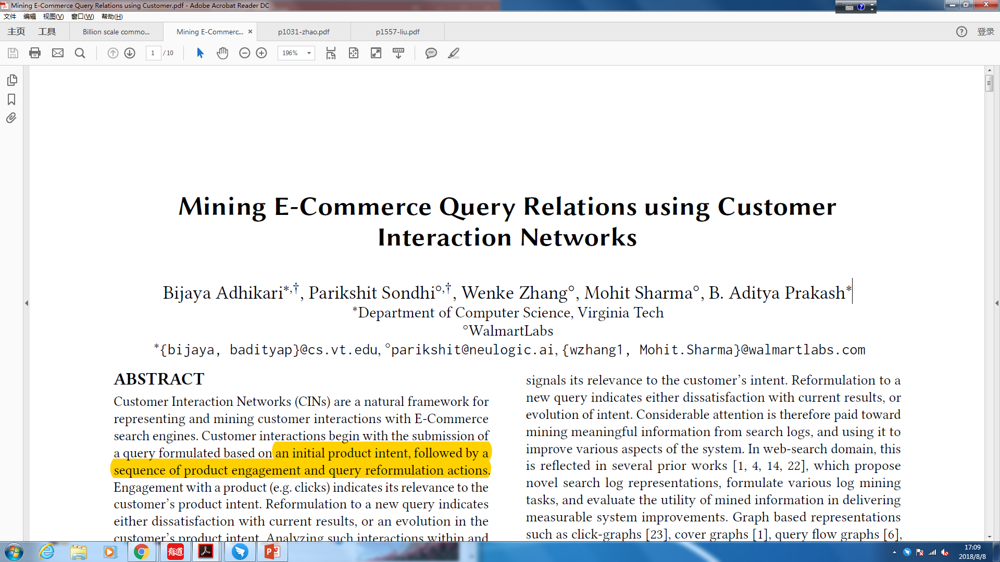 Mining E-Commerce Query Relations using Customer.pdf - Adobe Acrobat Reader DC
文件 编辑 视图(V) 窗口(W) 帮助(H)
主页 工具 Billion scale commo... Mining E-Commerc... × p1031-zhao.pdf p1557-liu.pdf 登录
1 / 10 196%
Mining E-Commerce Query Relations using Customer
Interaction Networks
Bijaya Adhikari*,†, Parikshit Sondhi○,†, Wenke Zhang○, Mohit Sharma○, B. Aditya Prakash*
*Department of Computer Science, Virginia Tech
○WalmartLabs
*{bijaya, badityap}@cs.vt.edu, ○parikshit@neulogic.ai, {wzhang1, Mohit.Sharma}@walmartlabs.com
ABSTRACT
Customer Interaction Networks (CINs) are a natural framework for
representing and mining customer interactions with E-Commerce
search engines. Customer interactions begin with the submission of
a query formulated based on an initial product intent, followed by a
sequence of product engagement and query reformulation actions.
Engagement with a product (e.g. clicks) indicates its relevance to the
customer's product intent. Reformulation to a new query indicates
either dissatisfaction with current results, or an evolution in the
customer's product intent. Analyzing such interactions within and
signals its relevance to the customer's intent. Reformulation to a
new query indicates either dissatisfaction with current results, or
evolution of intent. Considerable attention is therefore paid toward
mining meaningful information from search logs, and using it to
improve various aspects of the system. In web-search domain, this
is reflected in several prior works [1, 4, 14, 22], which propose
novel search log representations, formulate various log mining
tasks, and evaluate the utility of mined information in delivering
measurable system improvements. Graph based representations
such as click-graphs [23], cover graphs [1], query flow graphs [6],
有道
17:09
2018/8/8